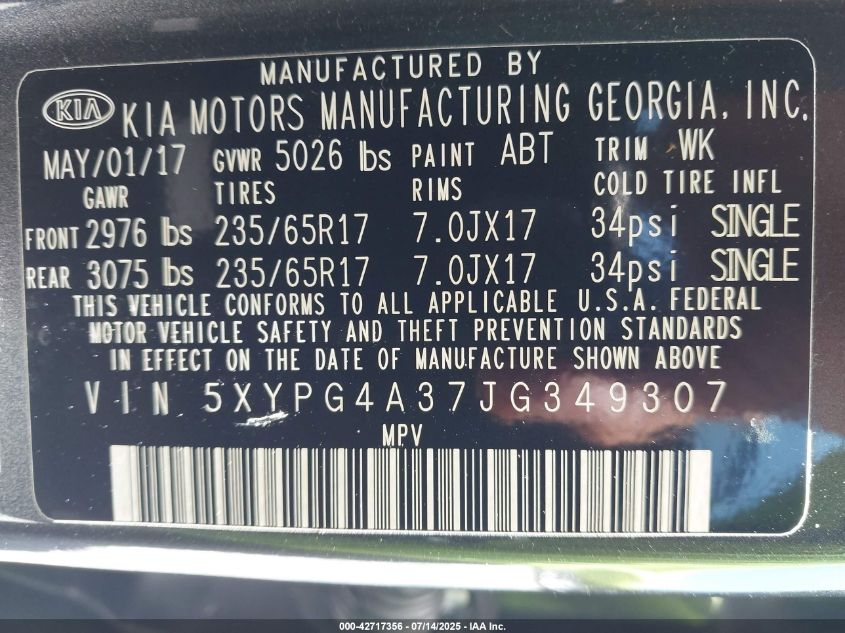 MANUFACTURED BY
KIA KIA MOTORS MANUFACTURING GEORGIA, INC.
MAY/01/17 GVWR 5026 lbs PAINT ABT TRIM WK
GAWR TIRES RIMS COLD TIRE INFL
FRONT 2976 lbs 235/65R17 7.0JX17 34psi SINGLE
REAR 3075 lbs 235/65R17 7.0JX17 34psi SINGLE
THIS VEHICLE CONFORMS TO ALL APPLICABLE U.S.A. FEDERAL
MOTOR VEHICLE SAFETY AND THEFT PREVENTION STANDARDS
IN EFFECT ON THE DATE OF MANUFACTURE SHOWN ABOVE
VIN 5XYPG4A37JG349307
MPV
000-42717356 - 07/14/2025 - IAA Inc.